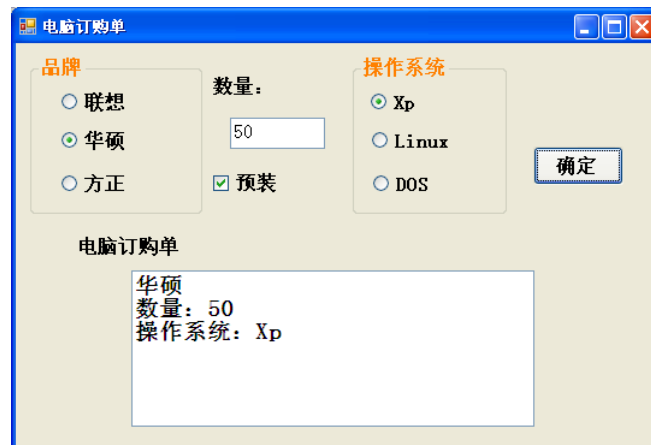 电脑订购单
品牌
联想
华硕
方正
数量：
50
预装
操作系统
Xp
Linux
DOS
确定
电脑订购单
华硕
数量：50
操作系统：Xp